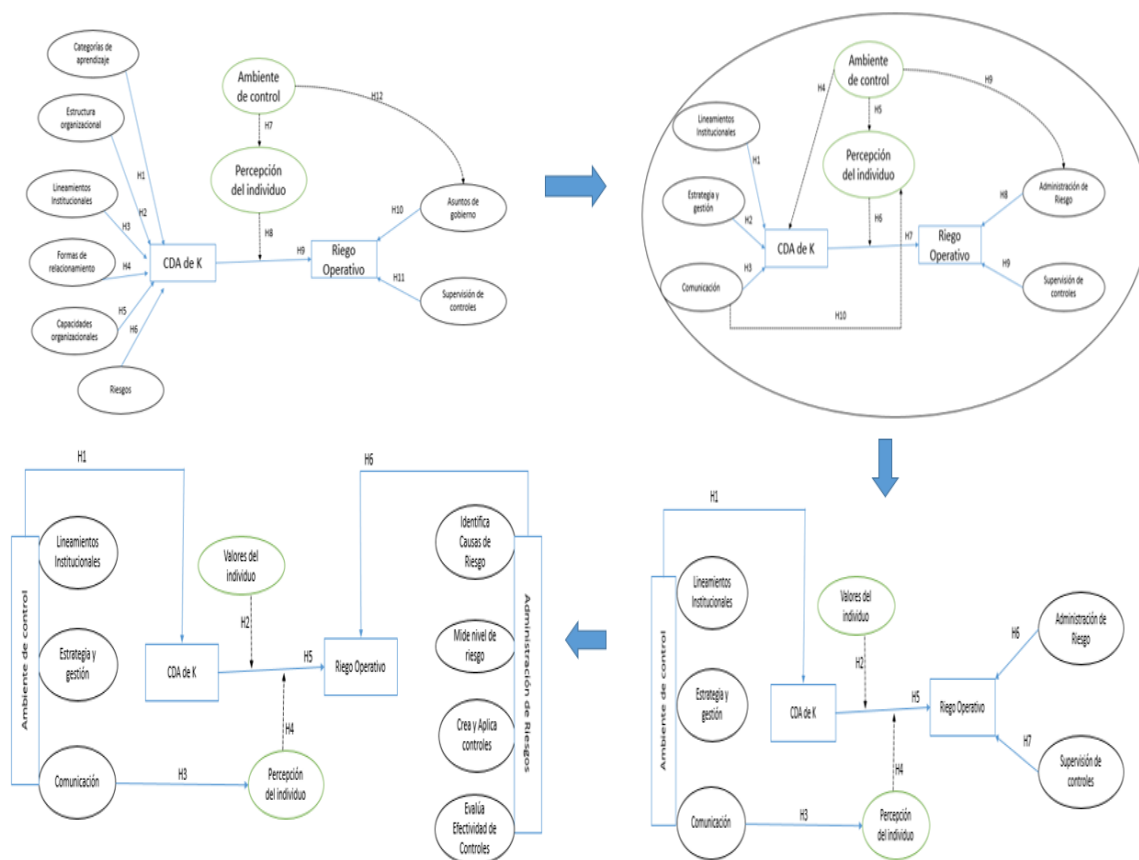 Categorías de
aprendizaje
Estructura
organizacional
Lineamientos
Institucionales
Formas de
relacionamiento
Capacidades
organizacionales
Riesgos
H1
H2
H3
H4
H5
H6
CDA de K
Ambiente
de control
H7
Percepción
del individuo
H8
H9
H12
Riego
Operativo
H10
Asuntos de
gobierno
H11
Supervisión de
controles
Ambiente
de control
H4
H5
H9
Lineamientos
Institucionales
H1
Percepción
del individuo
Estrategia y
gestión
H2
H6
H8
Administración de
Riesgo
CDA de K
H7
Riego
Operativo
H3
Comunicación
H9
Supervisión de
controles
H10
H1
Ambiente de control
Lineamientos
Institucionales
Estrategia y
gestión
Comunicación
Valores del
individuo
H2
CDA de K
H5
Riego Operativo
H4
H3
Percepción
del individuo
H6
Identifica
Causas de
Riesgo
Mide nivel de
riesgo
Crea y Aplica
controles
Evalúa
Efectividad de
Controles
Administración de Riesgos
H1
Ambiente de control
Lineamientos
Institucionales
Estrategia y
gestión
Comunicación
Valores del
individuo
H2
CDA de K
H5
Riego Operativo
H4
H3
Percepción
del individuo
Administración de
Riesgo
H6
H7
Supervisión de
controles